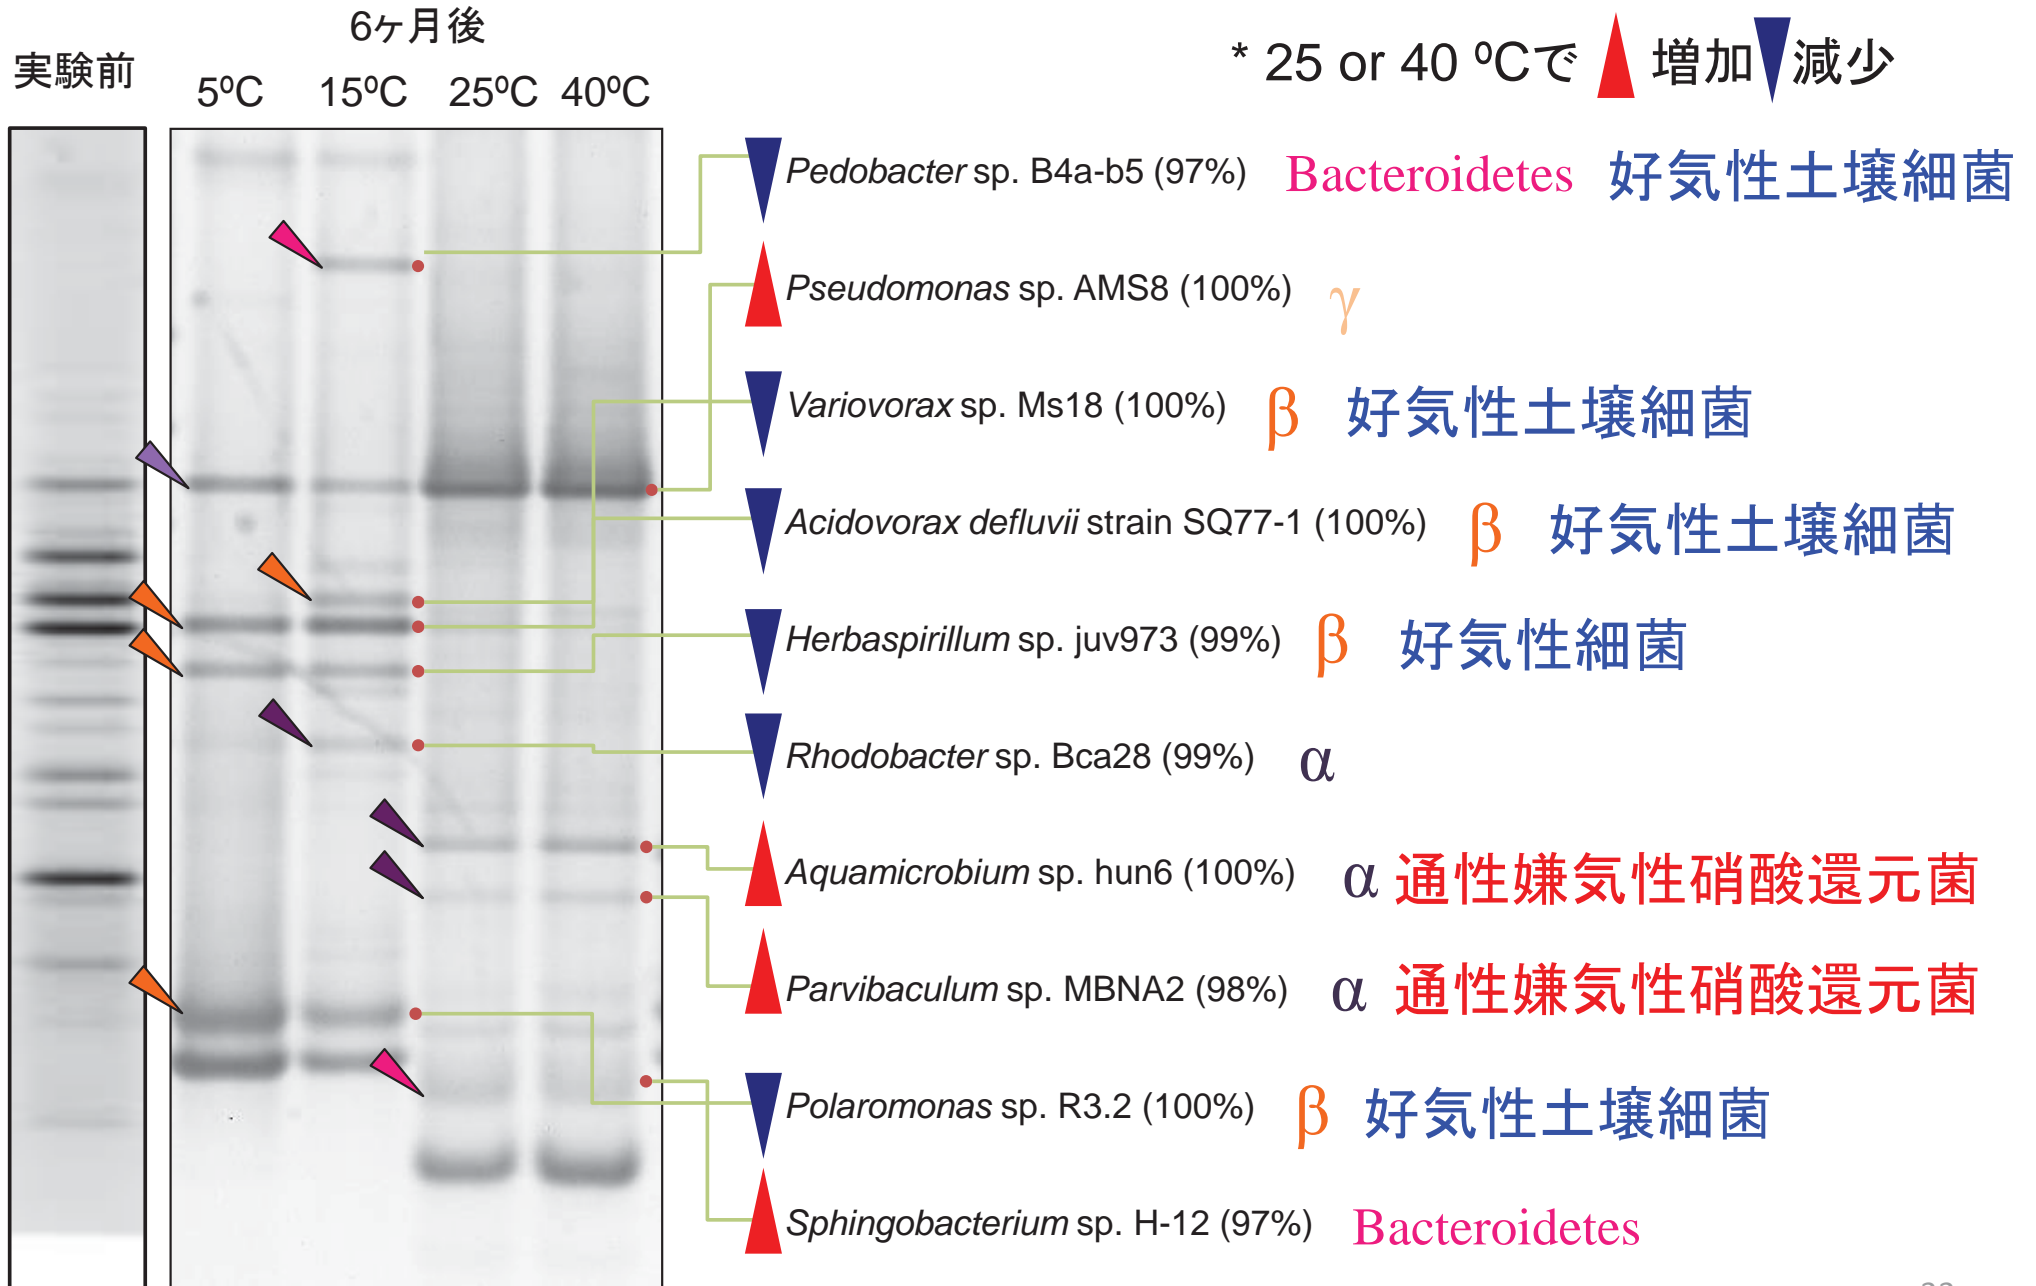 6ヶ月後
実験前
5ºC 15ºC 25ºC 40ºC
* 25 or 40 ºCで 増加 減少
Pedobacter sp. B4a-b5 (97%) Bacteroidetes 好気性土壌細菌
Pseudomonas sp. AMS8 (100%) γ
Variovorax sp. Ms18 (100%) β 好気性土壌細菌
Acidovorax defluvii strain SQ77-1 (100%) β 好気性土壌細菌
Herbaspirillum sp. juv973 (99%) β 好気性細菌
Rhodobacter sp. Bca28 (99%) α
Aquamicrobium sp. hun6 (100%) α 通性嫌気性硝酸還元菌
Parvibaculum sp. MBNA2 (98%) α 通性嫌気性硝酸還元菌
Polaromonas sp. R3.2 (100%) β 好気性土壌細菌
Sphingobacterium sp. H-12 (97%) Bacteroidetes